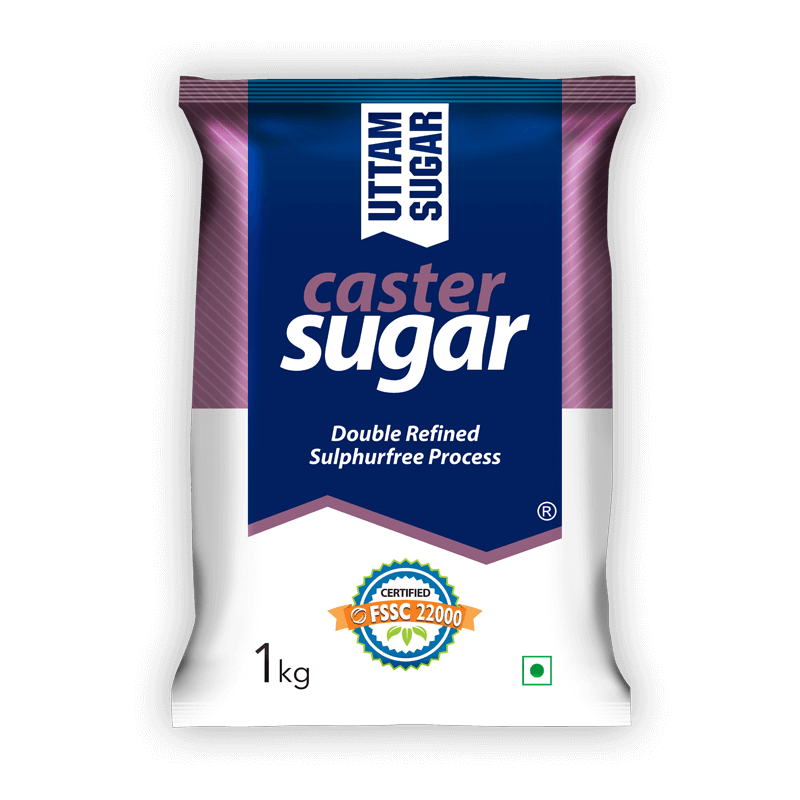 UTTAM
SUGAR
caster
sugar
Double Refined
Sulphurfree Process
®
CERTIFIED
FSSC 22000
1kg